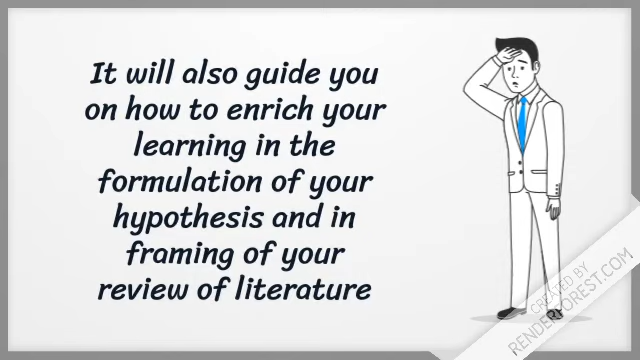 It will also guide you
on how to enrich your
learning in the
formulation of your
hypothesis and in
framing of your
review of literature
CREATED BY
RENDERFOREST.COM